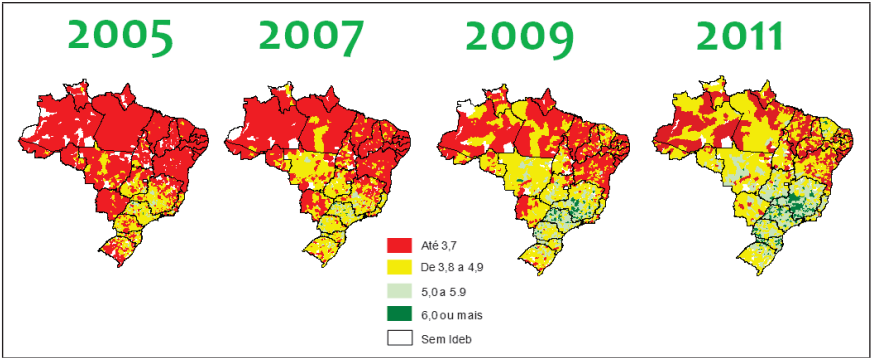 2005 2007 2009 2011
Até 3,7
De 3,8 a 4,9
5,0 a 5.9
6,0 ou mais
Sem Ideb